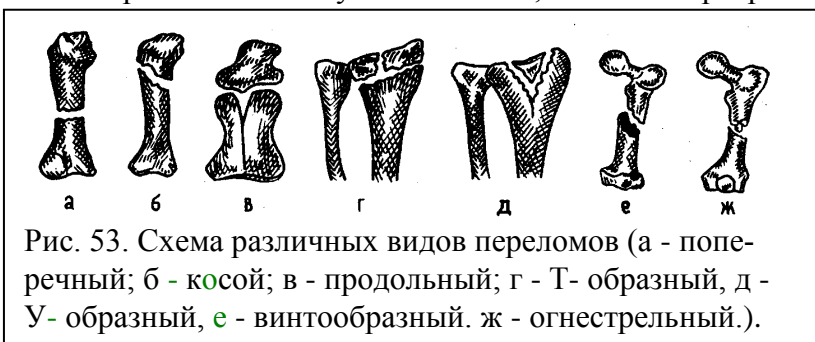 а б в г д е ж
Рис. 53. Схема различных видов переломов (а - попе-
речный; б - косой; в - продольный; г - Т- образный, д -
У- образный, е - винтообразный. ж - огнестрельный.).